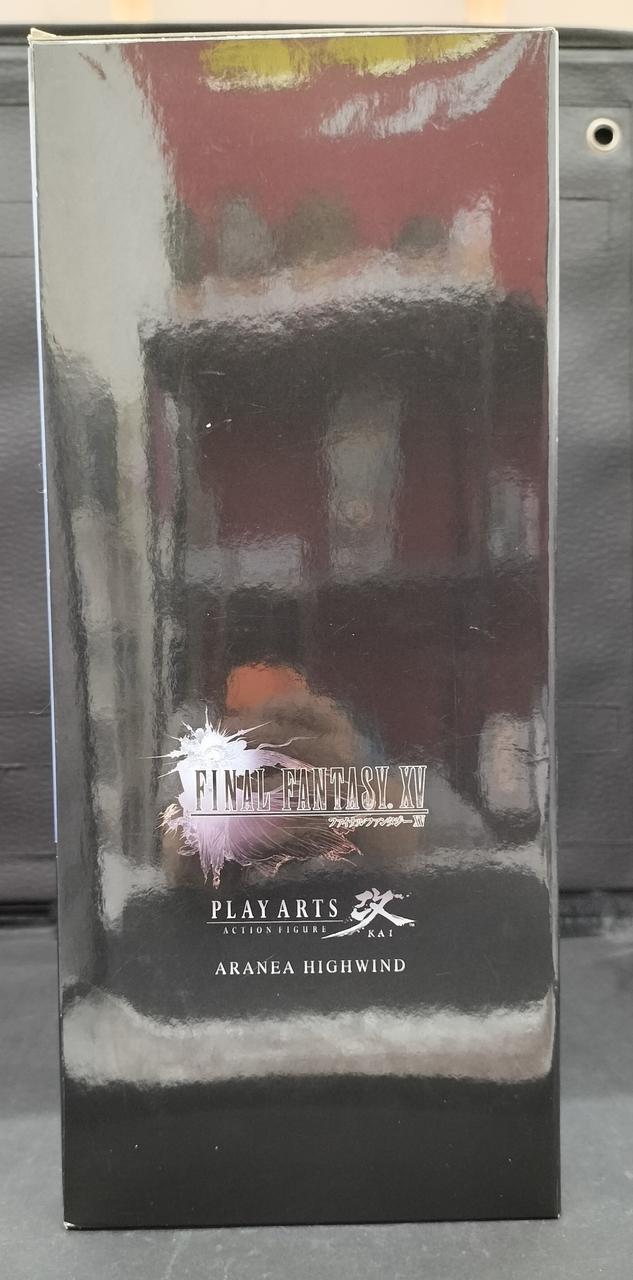 FINAL FANTASY. XV
ファイナルファンタジーXV
PLAY ARTS 改
ACTION FIGURE KAI ™
ARANEA HIGHWIND